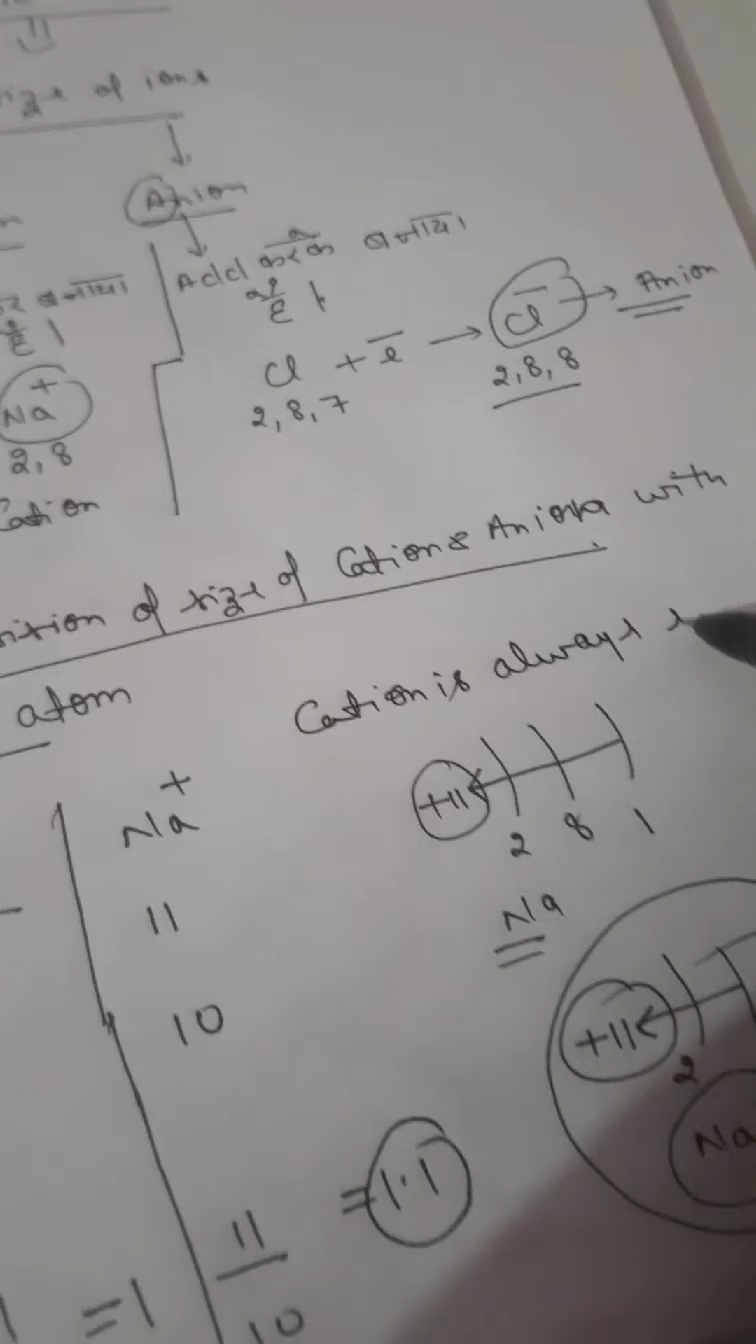 size of ions
Anion
Add करके बनाया
है।
बनाया
है।
Cl + e⁻ → Cl⁻ → Anion
2, 8, 7
2, 8, 8
Na⁺
2, 8
Cation
of size of Cation & Anion with
atom
Cation is always
Na⁺
+11
2 8 1
11
Na
10
+11
2
Na
11/10 = 1.1
= 1